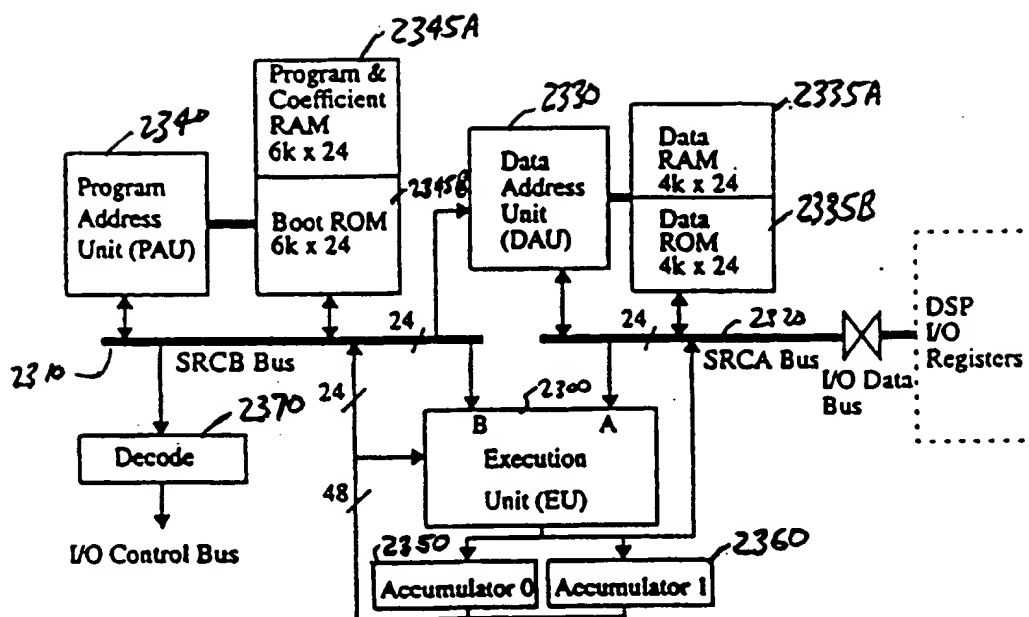 2345A
Program &
Coefficient
RAM
6k x 24
2330
2335A
2340
Program
Address
Unit (PAU)
2345B
Boot ROM
6k x 24
Data
Address
Unit
(DAU)
Data
RAM
4k x 24
2335B
Data
ROM
4k x 24
DSP
I/O
Registers
24
24
2320
2310
SRCB Bus
SRCA Bus
I/O Data
Bus
24
2300
2370
B
A
Decode
Execution
Unit (EU)
48
I/O Control Bus
2350
2360
Accumulator 0
Accumulator 1